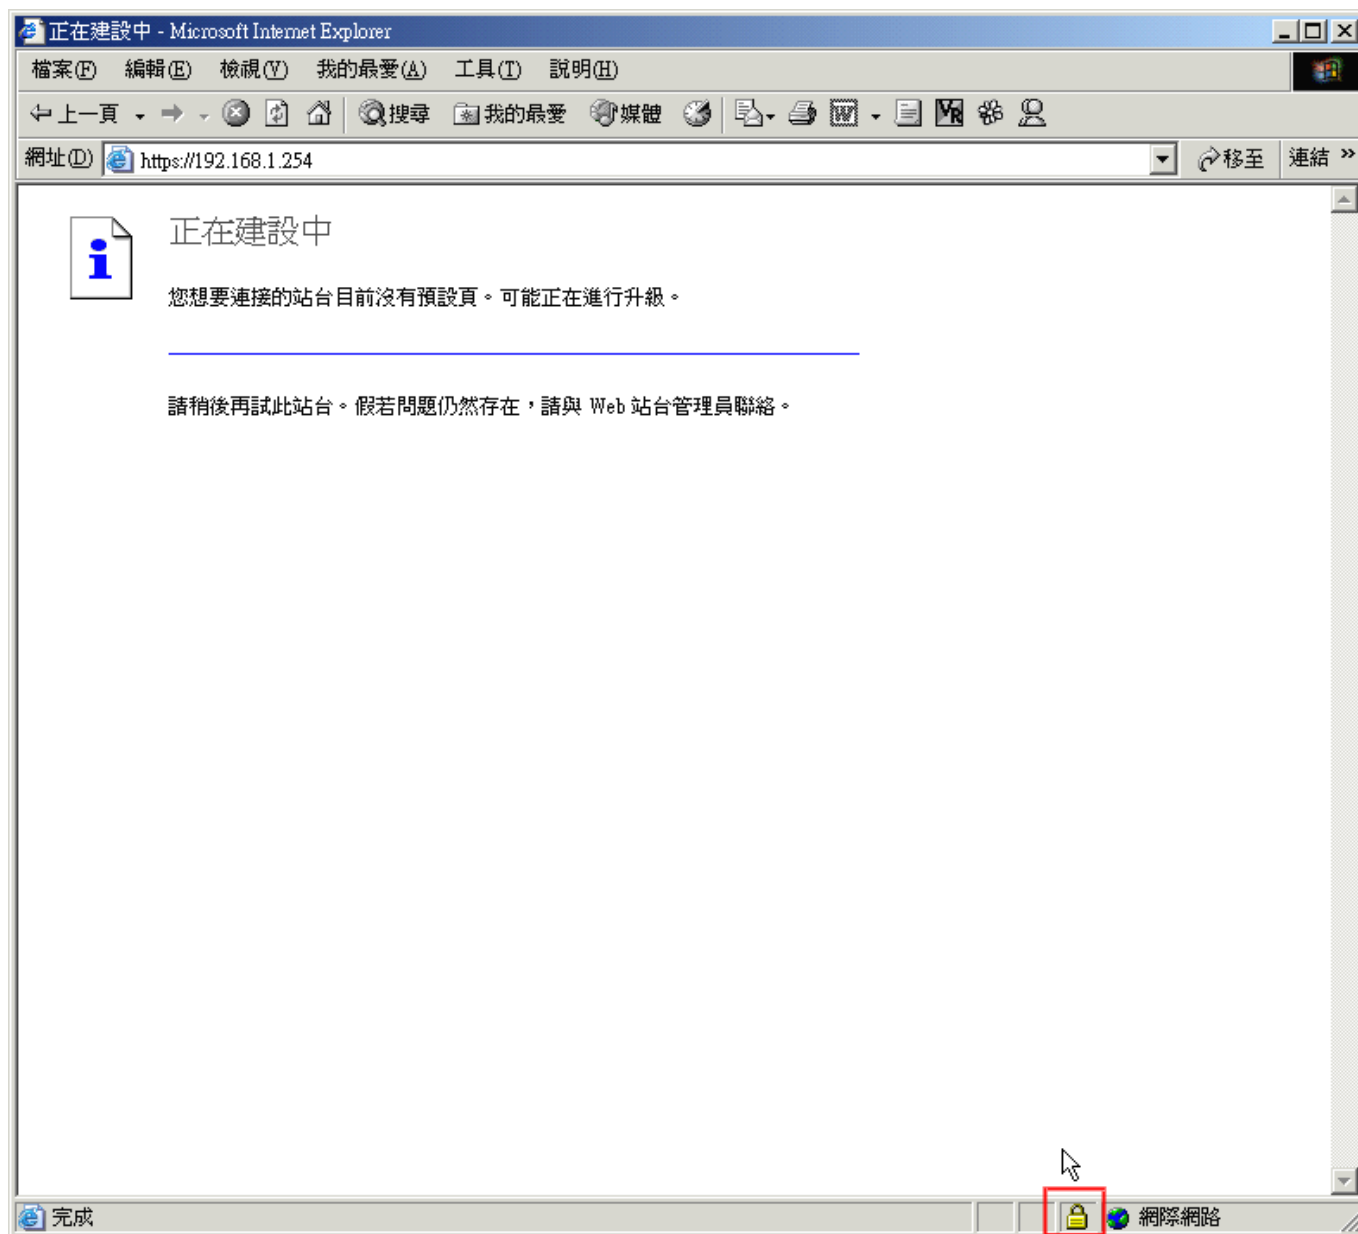 正在建設中 - Microsoft Internet Explorer
檔案(F) 編輯(E) 檢視(V) 我的最愛(A) 工具(T) 說明(H)
上一頁 搜尋 我的最愛 媒體
網址(D) https://192.168.1.254 移至 連結 »
正在建設中
您想要連接的站台目前沒有預設頁。可能正在進行升級。
請稍後再試此站台。假若問題仍然存在，請與 Web 站台管理員聯絡。
完成 網際網路